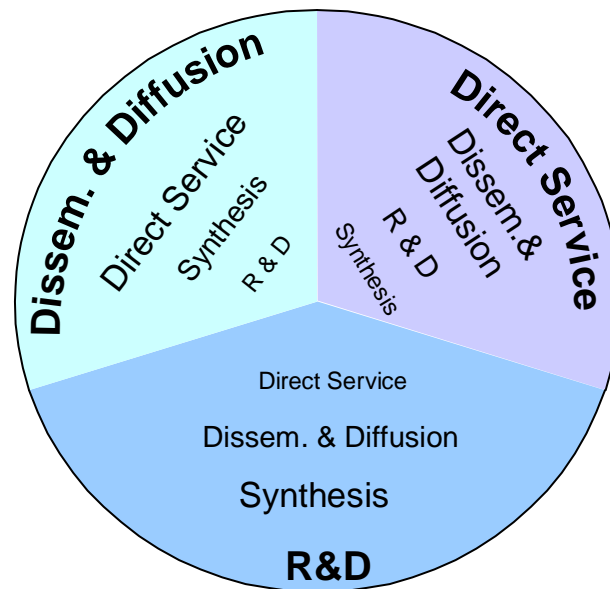 Dissem. & Diffusion
Direct Service
Synthesis
R & D
Direct Service
Dissem.&
Diffusion
R & D
Synthesis
Direct Service
Dissem. & Diffusion
Synthesis
R&D